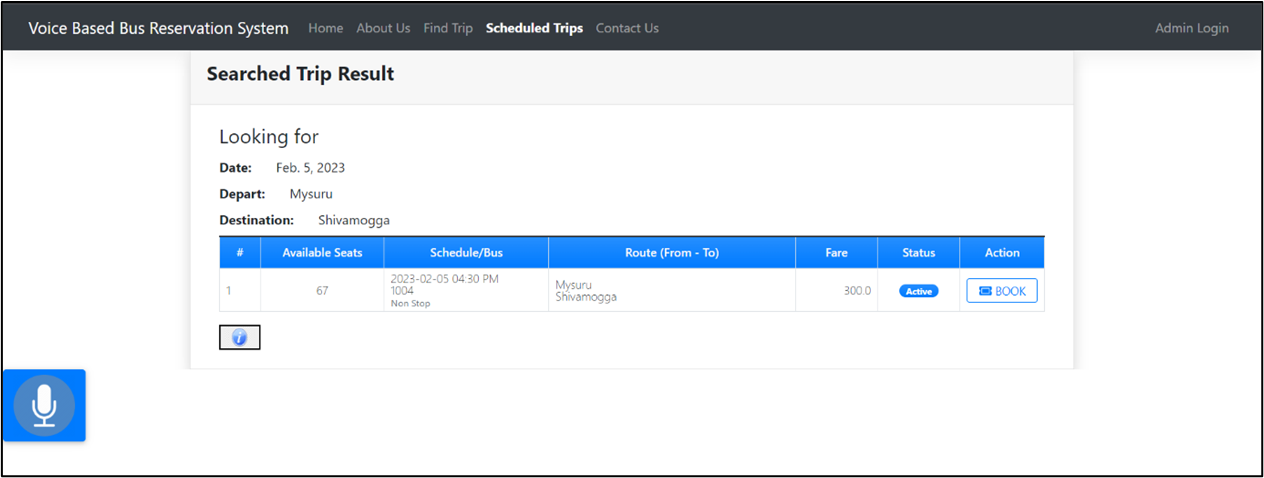 Voice Based Bus Reservation System Home About Us Find Trip Scheduled Trips Contact Us Admin Login
Searched Trip Result
Looking for
Date: Feb. 5, 2023
Depart: Mysuru
Destination: Shivamogga
# Available Seats Schedule/Bus Route (From - To) Fare Status Action
1 67 2023-02-05 04:30 PM Mysuru 300.0 Active BOOK
1004 Shivamogga
Non Stop
i